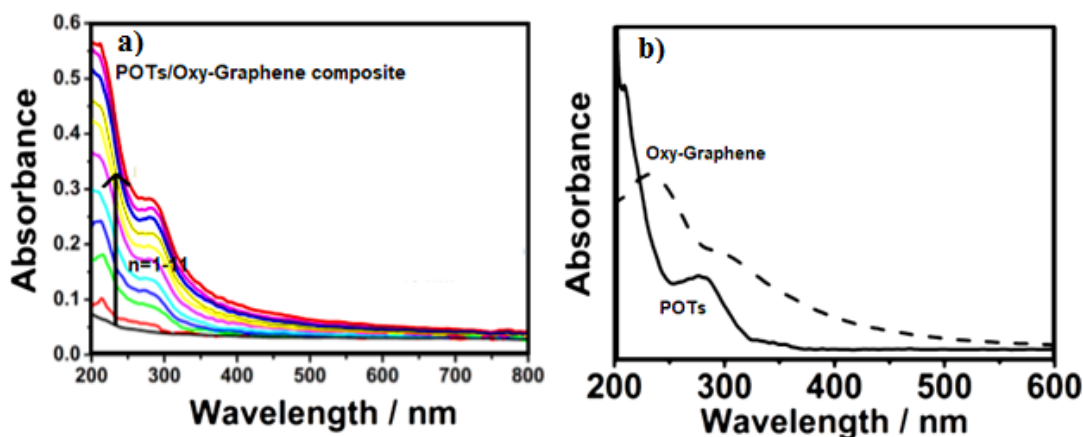 a)
POTs/Oxy-Graphene composite
n=1-11
Absorbance
0.6
0.5
0.4
0.3
0.2
0.1
0.0
200 300 400 500 600 700 800
Wavelength / nm
b)
Oxy-Graphene
POTs
Absorbance
200 300 400 500 600
Wavelength / nm